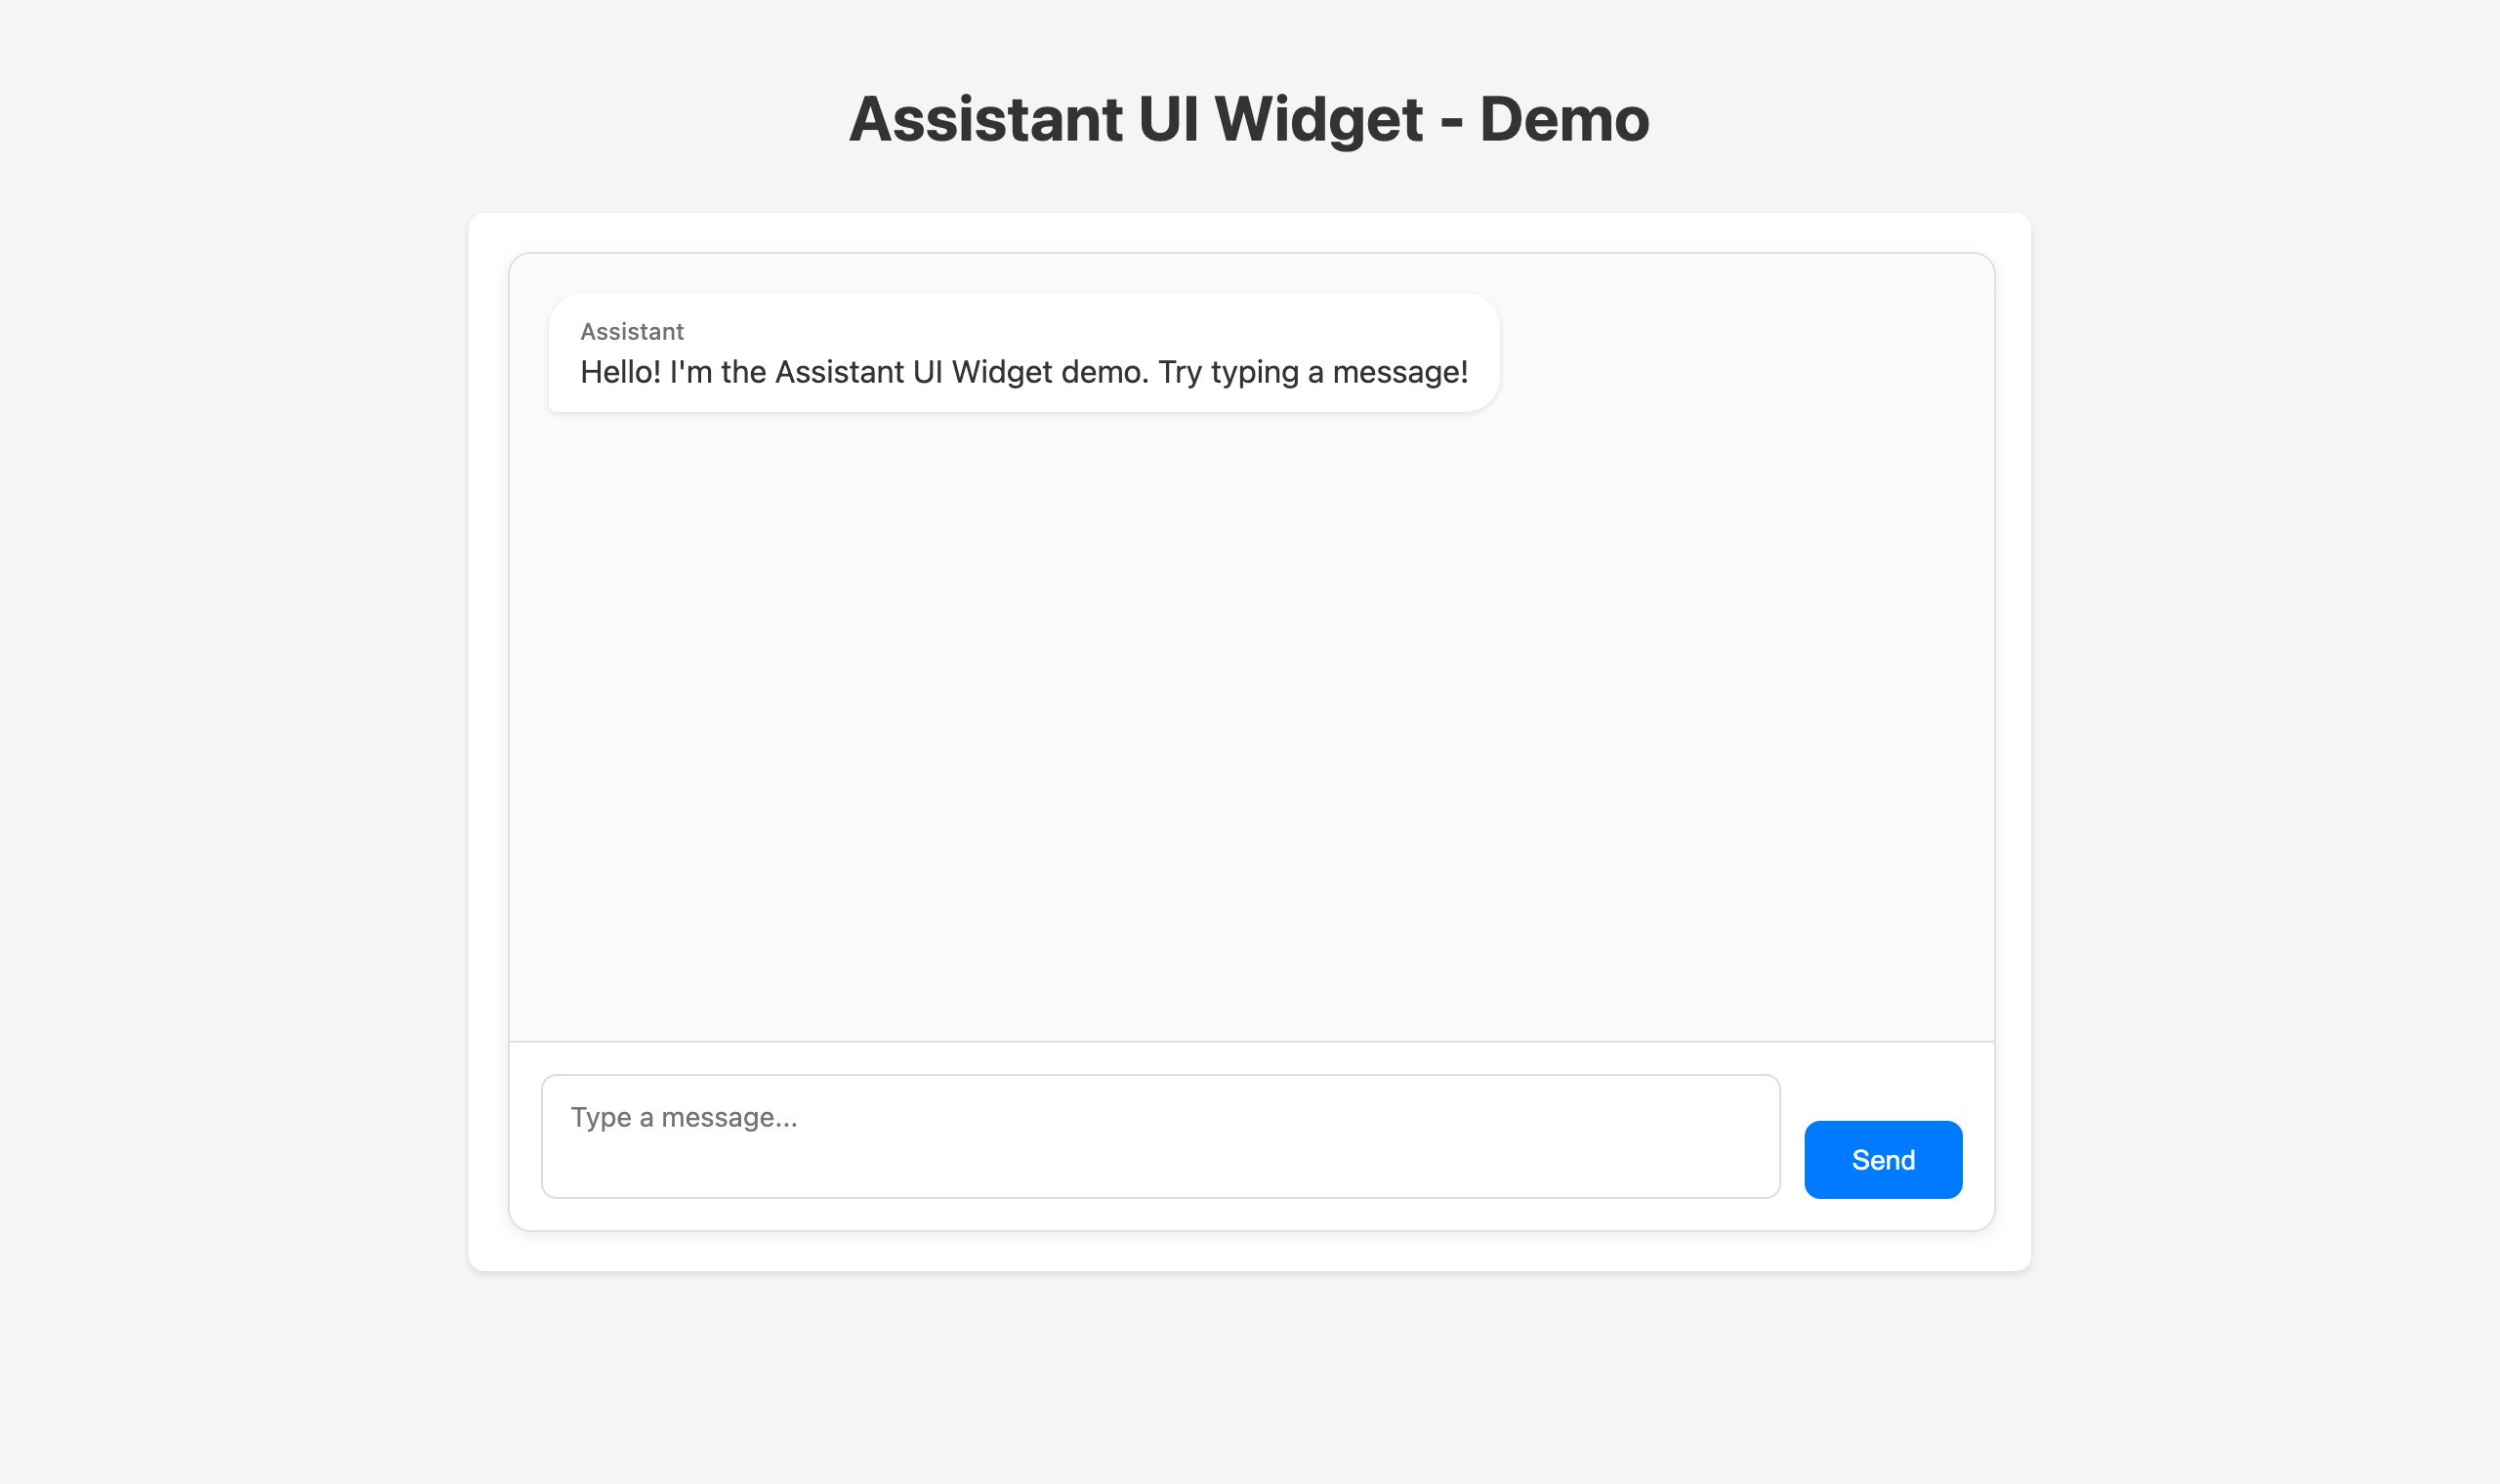 Assistant UI Widget - Demo
Assistant
Hello! I'm the Assistant UI Widget demo. Try typing a message!
Type a message...
Send